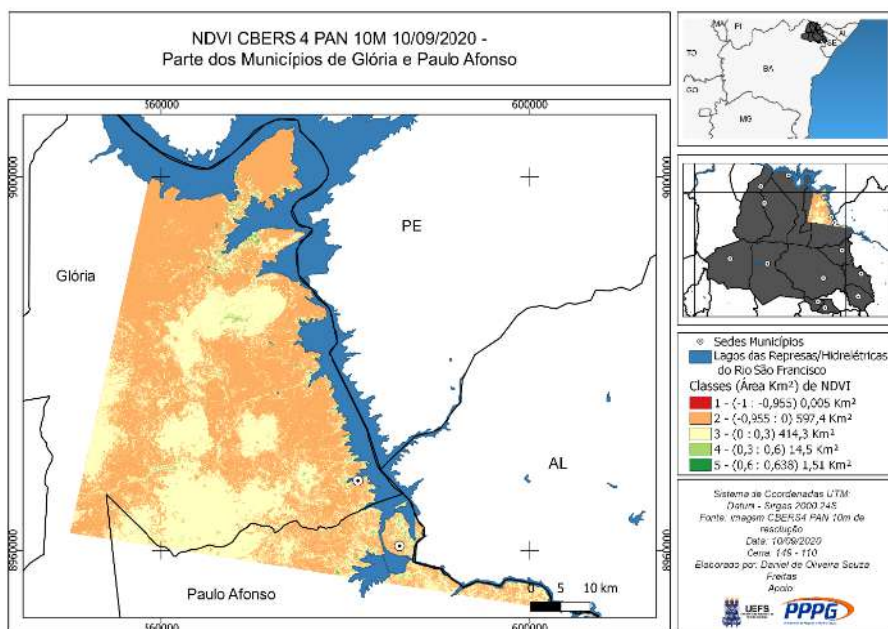 NDVI CBERS 4 PAN 10M 10/09/2020 -
Parte dos Municípios de Glória e Paulo Afonso
560000
600000
9000000
9000000
PE
Glória
AL
8960000
8960000
Paulo Afonso
0 5 10 km
560000
600000
MA
PI
AL
SE
TO
BA
GO
MG
Sedes Municípios
Lagos das Represas/Hidrelétricas
do Rio São Francisco
Classes (Área Km²) de NDVI
1 - (-1 : -0,955) 0,005 Km²
2 - (-0,955 : 0) 597,4 Km²
3 - (0 : 0,3) 414,3 Km²
4 - (0,3 : 0,6) 14,5 Km²
5 - (0,6 : 0,638) 1,51 Km²
Sistema de Coordenadas UTM:
Datum - Sirgas 2000 24S
Fonte: Imagem CBERS4 PAN 10m de
resolução
Data: 10/09/2020
Cena: 149 - 110
Elaborado por: Daniel de Oliveira Souza
Freitas
Apoio:
UEFS
PPPG